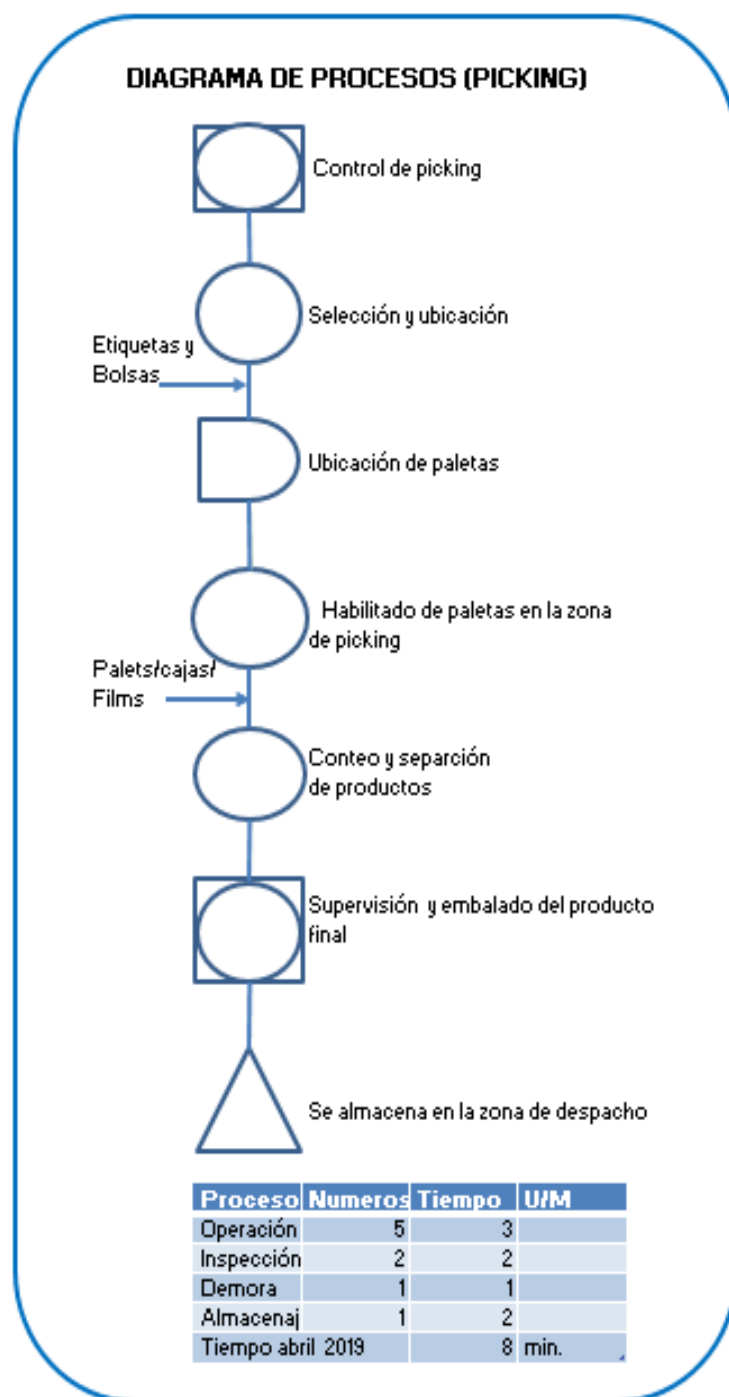 DIAGRAMA DE PROCESOS (PICKING)
Control de picking
Selección y ubicación
Etiquetas y
Bolsas
Ubicación de paletas
Habilitado de paletas en la zona
de picking
Palets/cajas/
Films
Conteo y separción
de productos
Supervisión y embalado del producto
final
Se almacena en la zona de despacho
Proceso Numeros Tiempo U/M
Operación 5 3
Inspección 2 2
Demora 1 1
Almacenaj 1 2
Tiempo abril 2019 8 min.